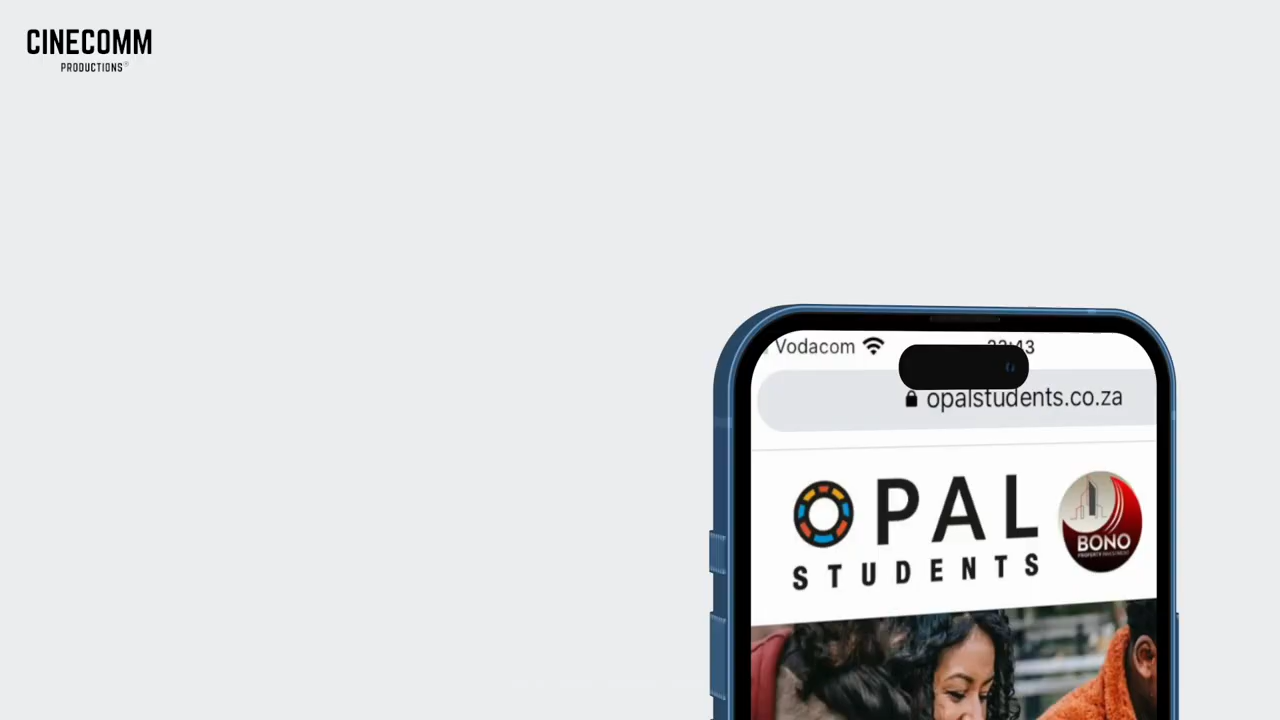 CINECOMM
PRODUCTIONS
Vodacom
opalstudents.co.za
OPAL
STUDENTS
BONO